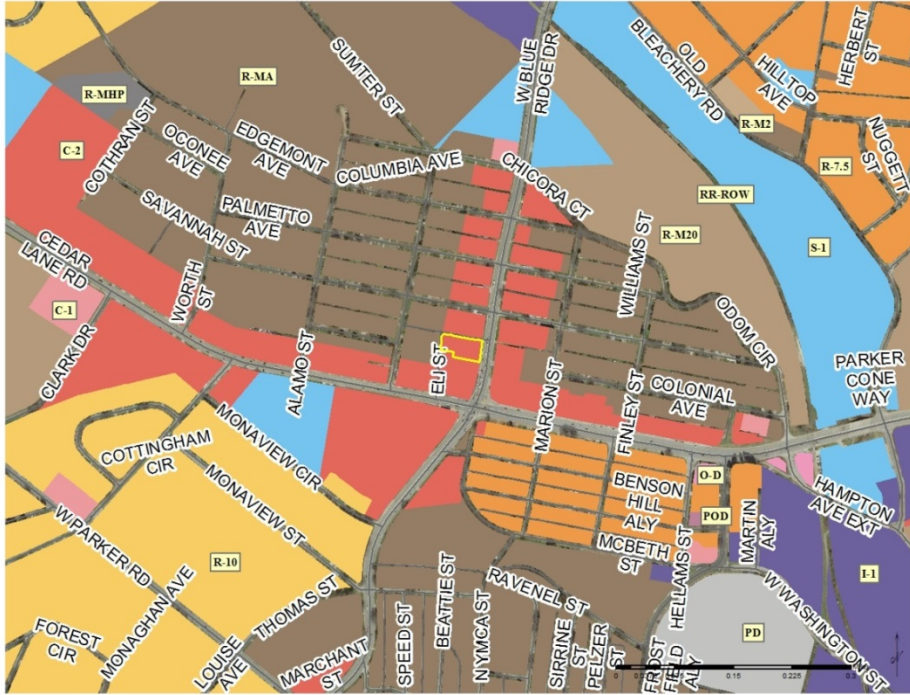 SUMTER ST
W BLUE
RIDGE DR
OLD
BLEACHERY RD
HILLTOP
AVE
HERBERT
ST
R-MA
R-MHP
COTHRAN ST
OCONEE
AVE
EDGEMONT
AVE
COLUMBIA AVE
CHICORA CT
R-M2
NUGGETT
ST
R-7.5
C-2
SAVANNAH ST
PALMETTO
AVE
RR-ROW
R-M20
WILLIAMS ST
S-1
CEDAR
LANE RD
WORTH
ST
ODOM CIR
C-1
CLARK DR
ALAMO ST
ELI ST
MARION ST
FINLEY ST
COLONIAL
AVE
PARKER
CONE
WAY
COTTINGHAM
CIR
MONAVIEW CIR
MONAVIEW ST
BENSON
HILL
ALY
O-D
POD
MARTIN
ALY
HAMPTON
AVE EXT
W PARKER RD
R-10
MCBETH
ST
HELLAMS ST
I-1
MONAGHAN AVE
THOMAS ST
LOUISE
AVE
SPEED ST
BEATTIE ST
NYMCA ST
RAVENEL ST
SIRRINE
ST
PELZER
ST
FROST
FIELD
ALY
W WASHINGTON ST
PD
FOREST
CIR
MARCHANT
ST
0
0.225
0.3